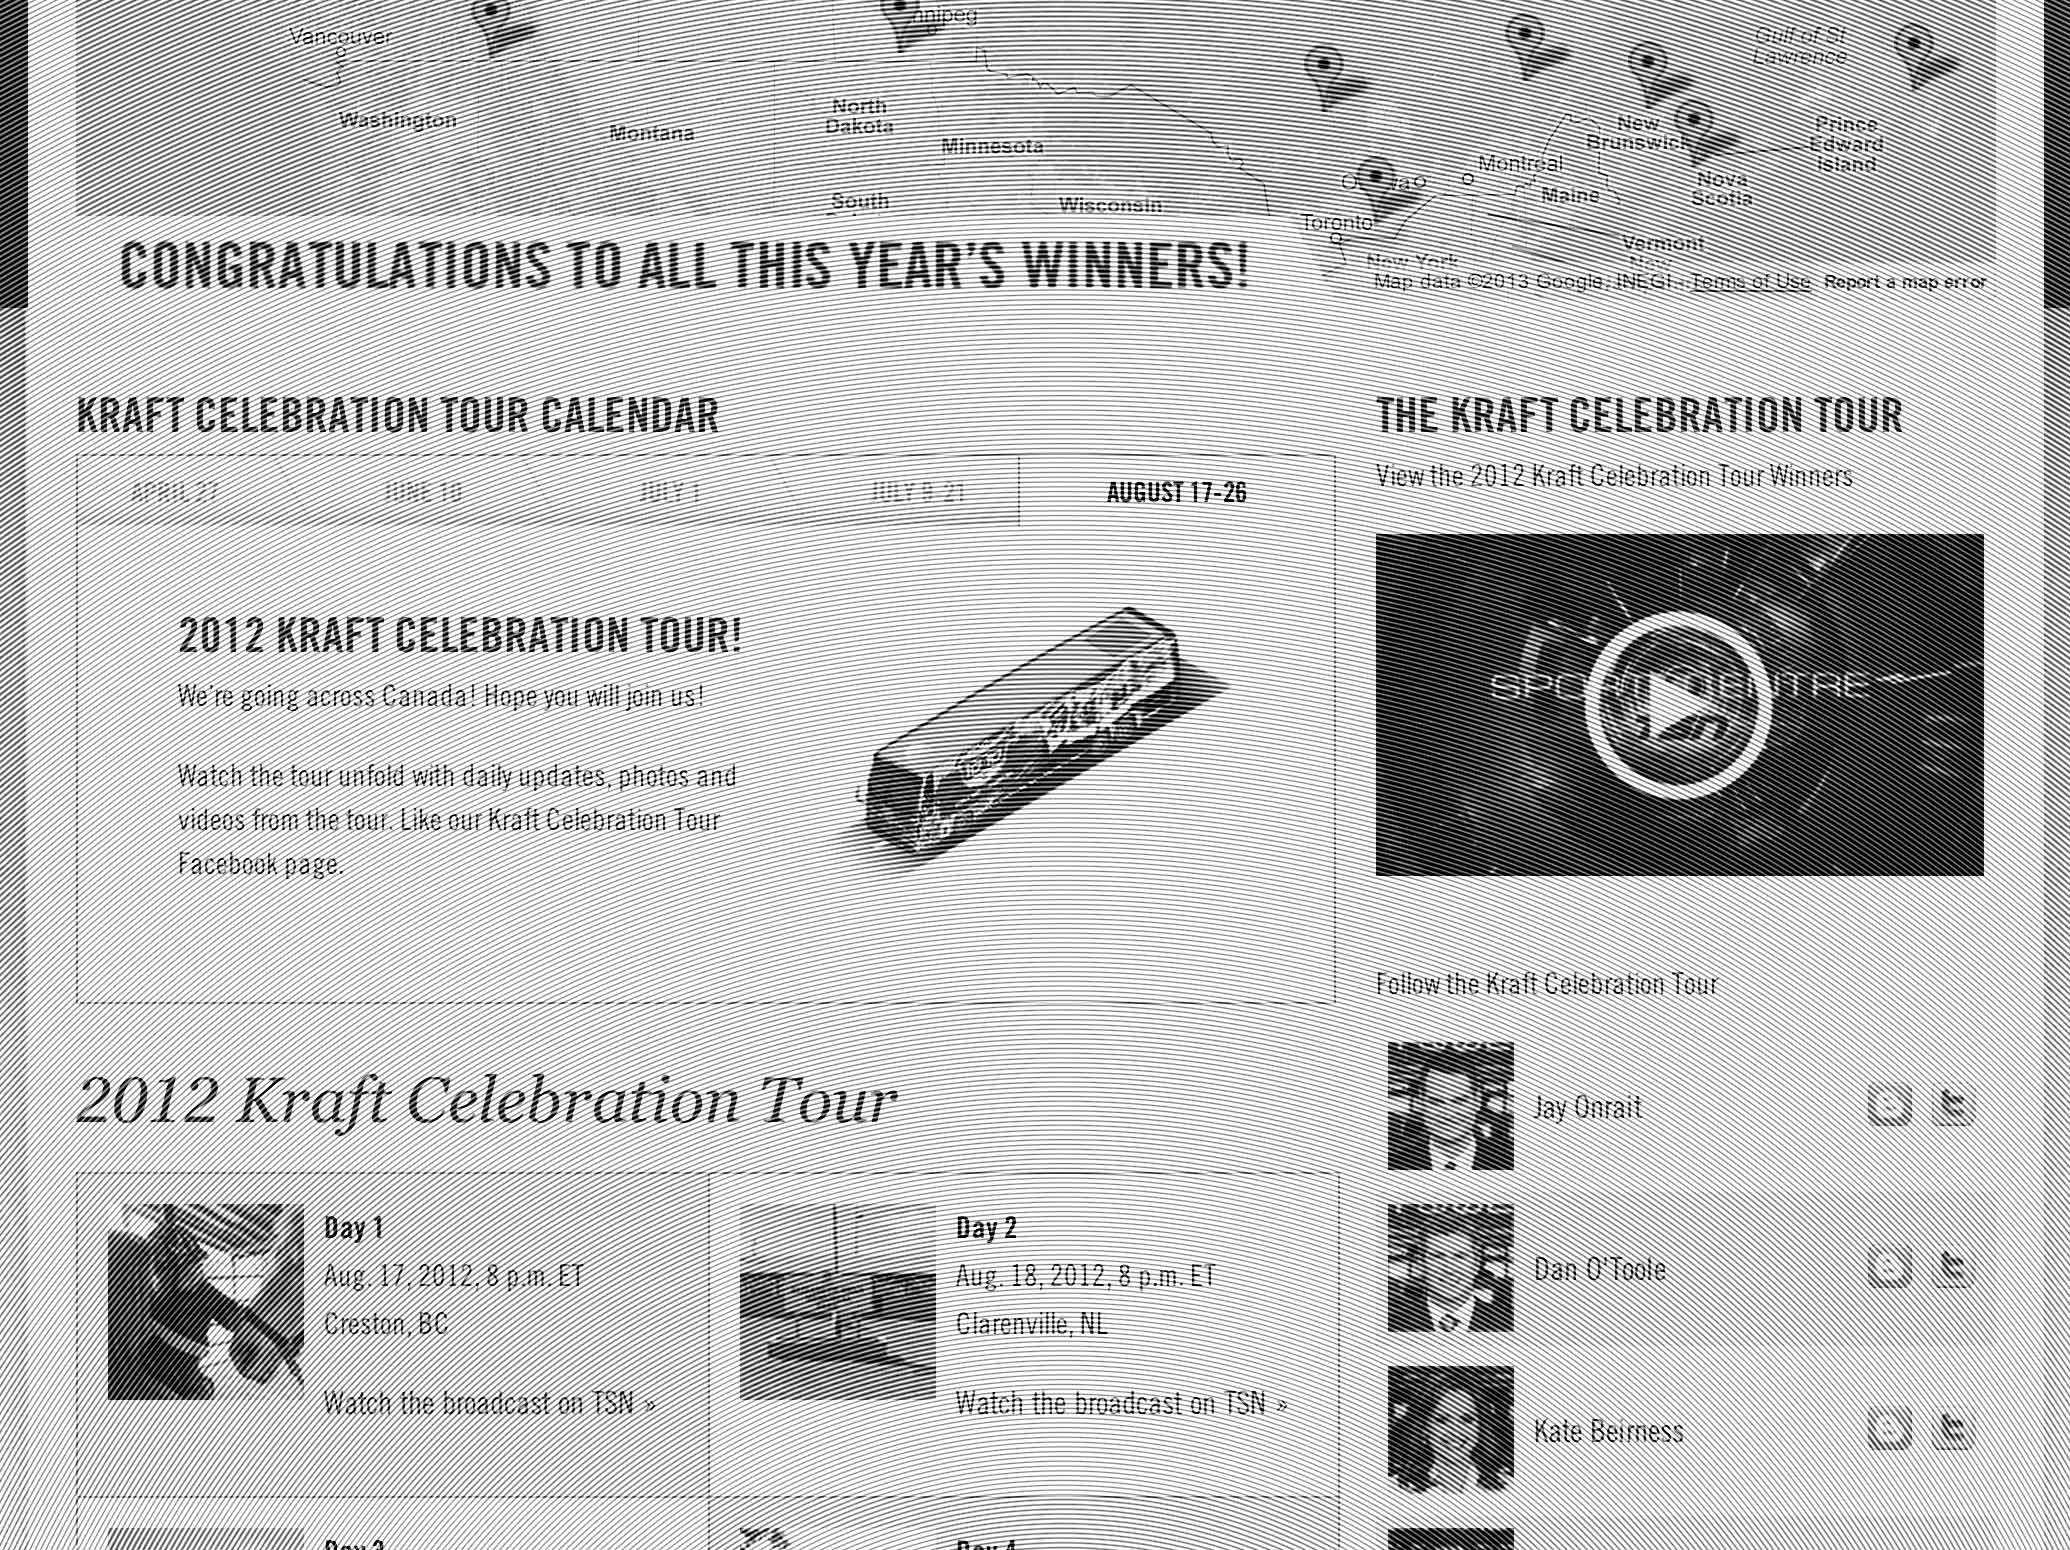 Vancouver
Gulf of St
Lawrence
Washington
Montana
North
Dakota
Minnesota
New
Brunswick
Prince
Edward
Island
Montreal
Maine
Nova
Scotia
South
Wisconsin
Toronto
Vermont
New York
CONGRATULATIONS TO ALL THIS YEAR'S WINNERS!
Map data ©2013 Google, INEGI - Terms of Use Report a map error
KRAFT CELEBRATION TOUR CALENDAR
APRIL 27
JUNE 10
JULY 1
JULY 9-21
AUGUST 17-26
2012 KRAFT CELEBRATION TOUR!
We're going across Canada! Hope you will join us!
Watch the tour unfold with daily updates, photos and
videos from the tour. Like our Kraft Celebration Tour
Facebook page.
THE KRAFT CELEBRATION TOUR
View the 2012 Kraft Celebration Tour Winners
Follow the Kraft Celebration Tour
Jay Onrait
Dan O'Toole
Kate Beirness
2012 Kraft Celebration Tour
Day 1
Aug. 17, 2012, 8 p.m. ET
Creston, BC
Watch the broadcast on TSN »
Day 2
Aug. 18, 2012, 8 p.m. ET
Clarenville, NL
Watch the broadcast on TSN »
Day 3
Day 4